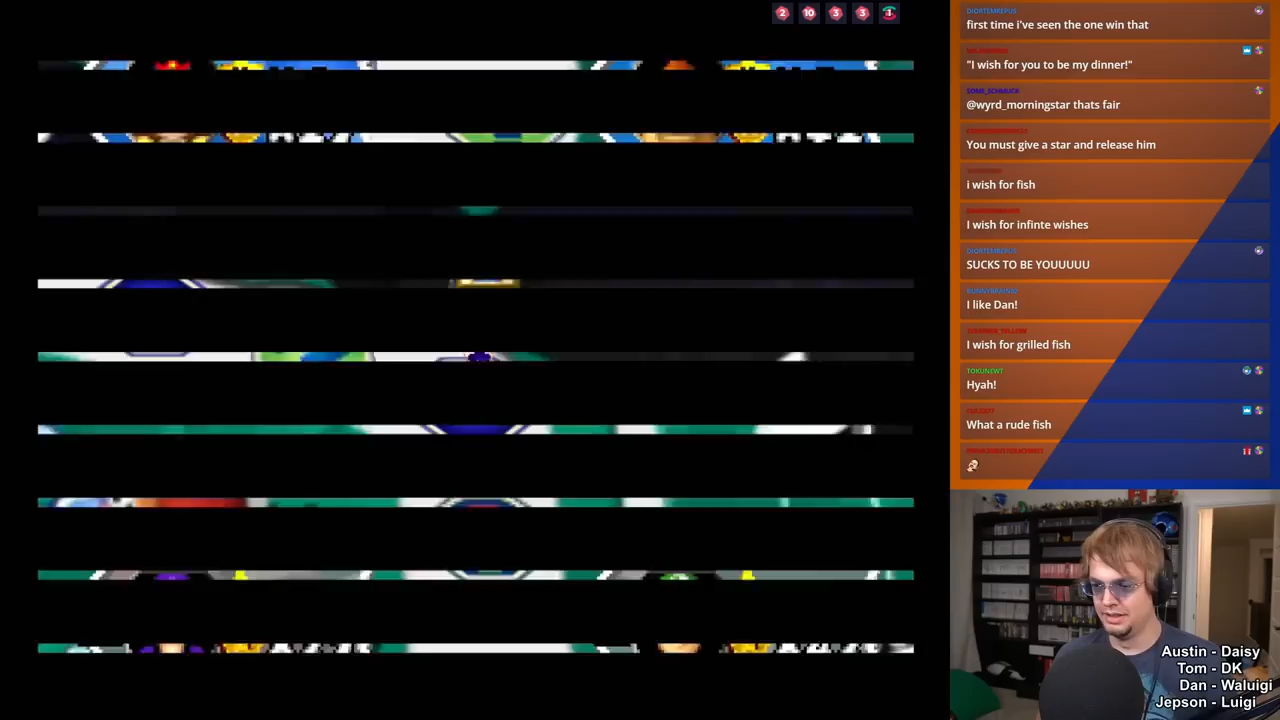 2 10 3 3
DIORTEMREPUS
first time i've seen the one win that
"I wish for you to be my dinner!"
SOME_SCHMUCK
@wyrd_morningstar thats fair
You must give a star and release him
i wish for fish
I wish for infinte wishes
DIORTEMREPUS
SUCKS TO BE YOUUUUU
I like Dan!
I wish for grilled fish
TOKUNEWT
Hyah!
What a rude fish
Austin - Daisy
Tom - DK
Dan - Waluigi
Jepson - Luigi